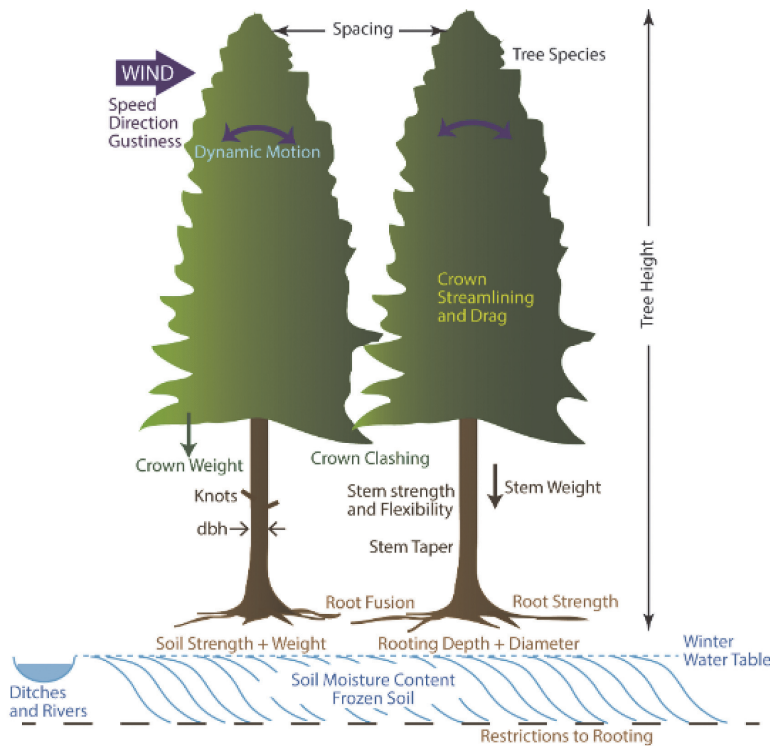 Spacing
Tree Species
WIND
Speed
Direction
Gustiness
Dynamic Motion
Crown
Streamlining
and Drag
Tree Height
Crown Weight
Crown Clashing
Knots
Stem strength
and Flexibility
Stem Weight
dbh
Stem Taper
Root Fusion
Root Strength
Soil Strength + Weight
Rooting Depth + Diameter
Winter
Water Table
Ditches
and Rivers
Soil Moisture Content
Frozen Soil
Restrictions to Rooting